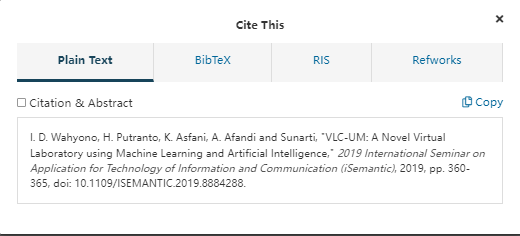 Cite This
×
Plain Text
BibTeX
RIS
Refworks
Citation & Abstract
Copy
I. D. Wahyono, H. Putranto, K. Asfani, A. Afandi and Sunarti, "VLC-UM: A Novel Virtual
Laboratory using Machine Learning and Artificial Intelligence," 2019 International Seminar on
Application for Technology of Information and Communication (iSemantic), 2019, pp. 360-
365, doi: 10.1109/ISEMANTIC.2019.8884288.